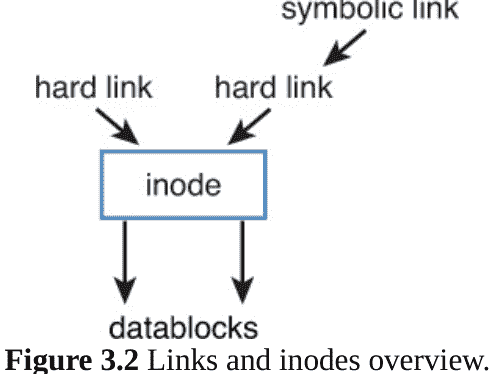 symbolic link
hard link hard link
inode
datablocks
Figure 3.2 Links and inodes overview.